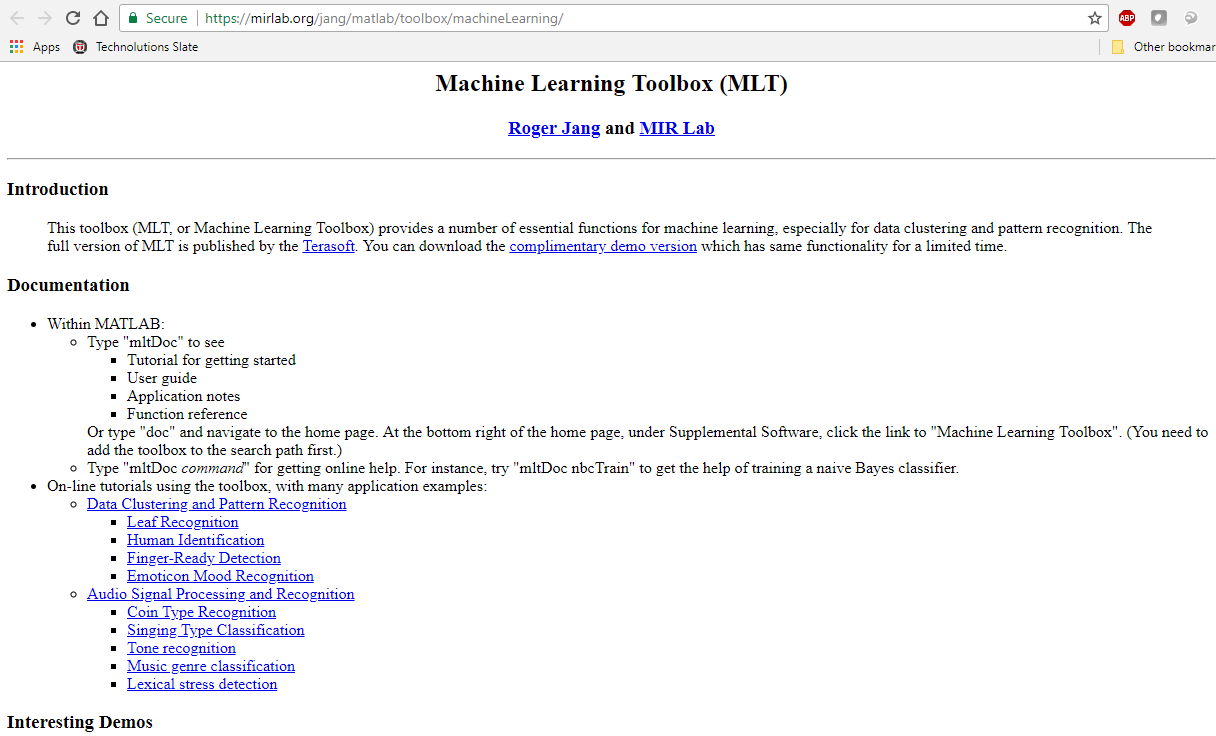 Secure https://mirlab.org/jang/matlab/toolbox/machineLearning/
ABP
Apps Technolutions Slate Other bookmar
Machine Learning Toolbox (MLT)
Roger Jang and MIR Lab
Introduction
This toolbox (MLT, or Machine Learning Toolbox) provides a number of essential functions for machine learning, especially for data clustering and pattern recognition. The
full version of MLT is published by the Terasoft. You can download the complimentary demo version which has same functionality for a limited time.
Documentation
Within MATLAB:
Type "mltDoc" to see
Tutorial for getting started
User guide
Application notes
Function reference
Or type "doc" and navigate to the home page. At the bottom right of the home page, under Supplemental Software, click the link to "Machine Learning Toolbox". (You need to
add the toolbox to the search path first.)
Type "mltDoc command" for getting online help. For instance, try "mltDoc nbcTrain" to get the help of training a naive Bayes classifier.
On-line tutorials using the toolbox, with many application examples:
Data Clustering and Pattern Recognition
Leaf Recognition
Human Identification
Finger-Ready Detection
Emoticon Mood Recognition
Audio Signal Processing and Recognition
Coin Type Recognition
Singing Type Classification
Tone recognition
Music genre classification
Lexical stress detection
Interesting Demos